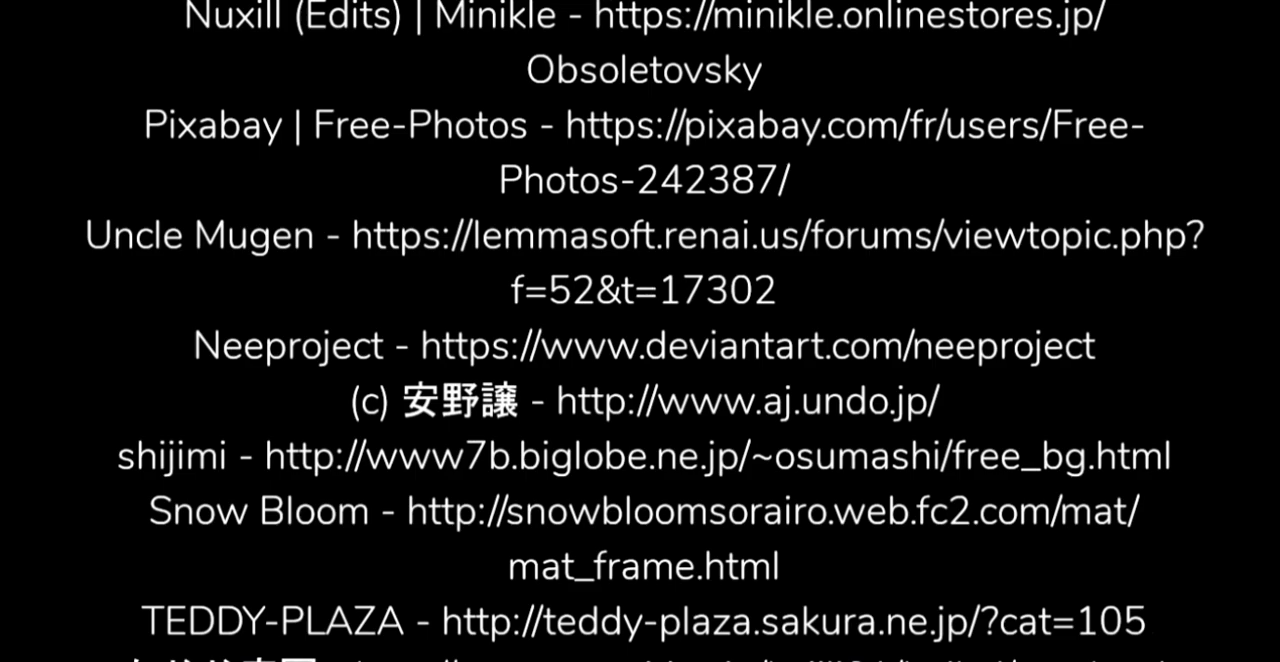 Nuxill (Edits) | Minikle - https://minikle.onlinestores.jp/
Obsoletovsky
Pixabay | Free-Photos - https://pixabay.com/fr/users/Free-
Photos-242387/
Uncle Mugen - https://lemmasoft.renai.us/forums/viewtopic.php?
f=52&t=17302
Neeproject - https://www.deviantart.com/neeproject
(c) 安野譲 - http://www.aj.undo.jp/
shijimi - http://www7b.biglobe.ne.jp/~osumashi/free_bg.html
Snow Bloom - http://snowbloomsorairo.web.fc2.com/mat/
mat_frame.html
TEDDY-PLAZA - http://teddy-plaza.sakura.ne.jp/?cat=105